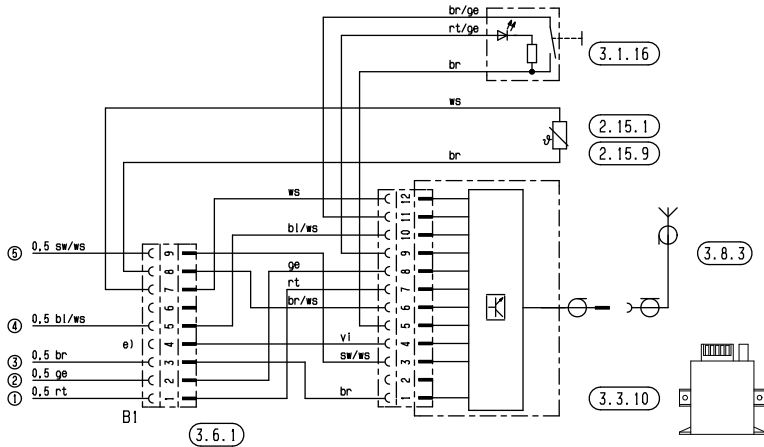 br/ge
rt/ge
br
3.1.16
ws
ϑ
2.15.1
2.15.9
br
ws
12
11
bl/ws
10
⑤ 0,5 sw/ws
9
9
3.8.3
8
ge
8
7
rt
7
6
br/ws
6
④ 0,5 bl/ws
5
5
e)
4
vi
4
③ 0,5 br
3
sw/ws
3
② 0,5 ge
2
2
① 0,5 rt
1
br
1
3.3.10
B1
3.6.1